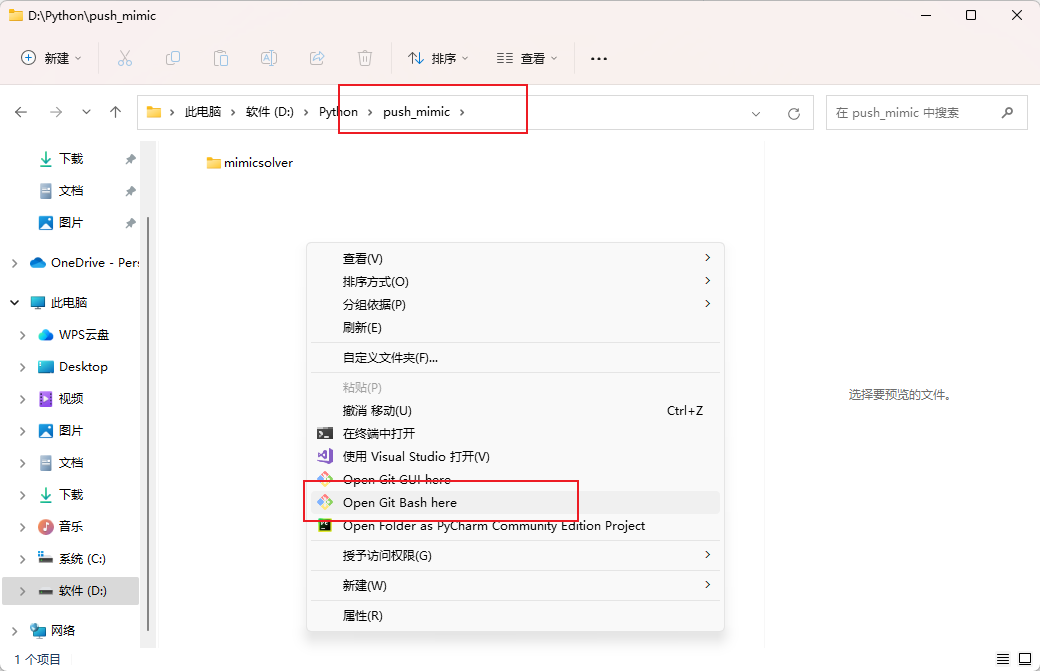 D:\Python\push_mimic
新建
排序
查看
此电脑 软件 (D:) Python push_mimic
在 push_mimic 中搜索
下载
文档
图片
OneDrive - Pers
此电脑
WPS云盘
Desktop
视频
图片
文档
下载
音乐
系统 (C:)
软件 (D:)
网络
mimicsolver
查看(V)
排序方式(O)
分组依据(P)
刷新(E)
自定义文件夹(F)...
粘贴(P)
撤消 移动(U) Ctrl+Z
在终端中打开
使用 Visual Studio 打开(V)
Open Git GUI here
Open Git Bash here
Open Folder as PyCharm Community Edition Project
授予访问权限(G)
新建(W)
属性(R)
选择要预览的文件。
1 个项目